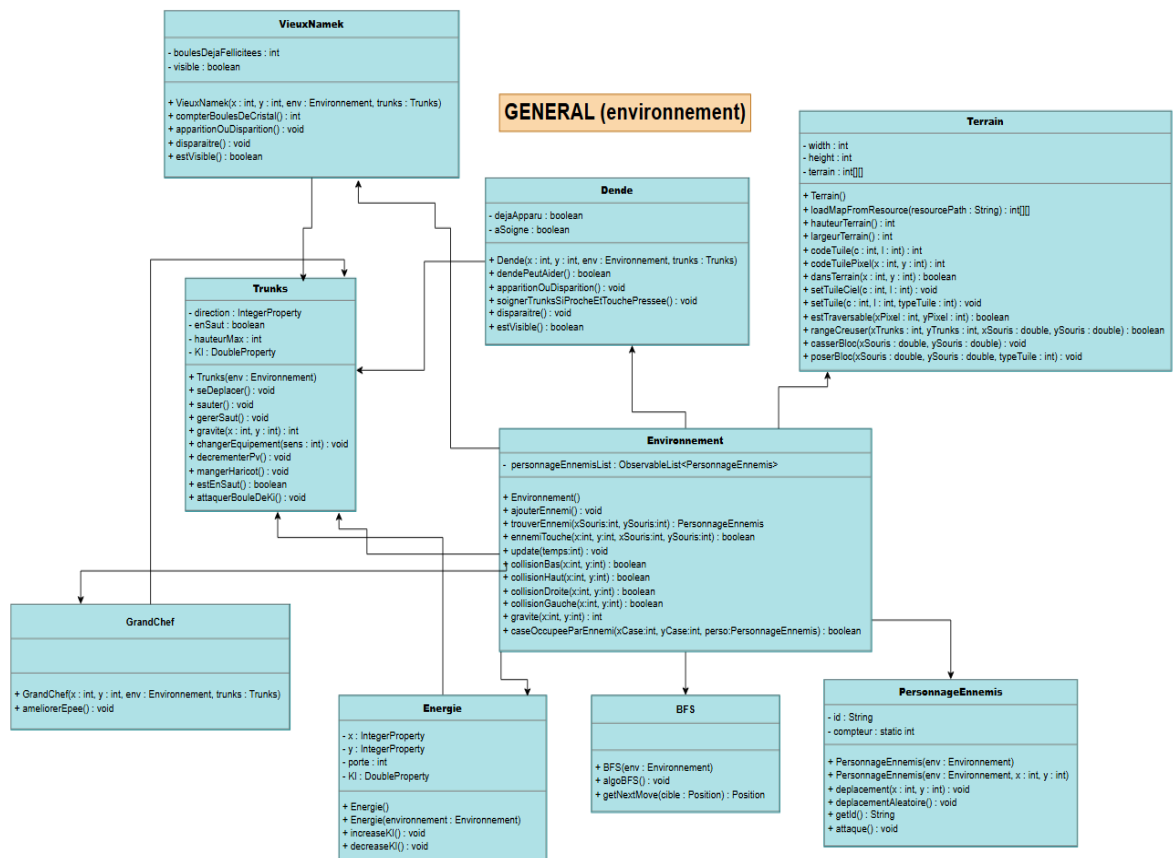 VieuxNamek
- boulesDejaFellicitees : int
- visible : boolean
+ VieuxNamek(x : int, y : int, env : Environnement, trunks : Trunks)
+ compterBoulesDeCristal() : int
+ apparitionOuDisparition() : void
+ disparaitre() : void
+ estVisible() : boolean
GENERAL (environnement)
Terrain
- width : int
- height : int
- terrain : int[][]
+ Terrain()
+ loadMapFromResource(resourcePath : String) : int[][]
+ hauteurTerrain() : int
+ largeurTerrain() : int
+ codeTuile(c : int, l : int) : int
+ codeTuilePixel(x : int, y : int) : int
+ dansTerrain(x : int, y : int) : boolean
+ setTuileCiel(c : int, l : int) : void
+ setTuile(c : int, l : int, typeTuile : int) : void
+ estTraversable(xPixel : int, yPixel : int) : boolean
+ rangeCreuser(xTrunks : int, yTrunks : int, xSouris : double, ySouris : double) : boolean
+ casserBloc(xSouris : double, ySouris : double) : void
+ poserBloc(xSouris : double, ySouris : double, typeTuile : int) : void
Dende
- dejaApparu : boolean
- aSoigne : boolean
+ Dende(x : int, y : int, env : Environnement, trunks : Trunks)
+ dendePeutAider() : boolean
+ apparitionOuDisparition() : void
+ soignerTrunksSiProcheEtTouchePressee() : void
+ disparaitre() : void
+ estVisible() : boolean
Trunks
- direction : IntegerProperty
- enSaut : boolean
- hauteurMax : int
- KI : DoubleProperty
+ Trunks(env : Environnement)
+ seDeplacer() : void
+ sauter() : void
+ gererSaut() : void
+ gravite(x : int, y : int) : int
+ changerEquipement(sens : int) : void
+ decrementerPv() : void
+ mangerHaricot() : void
+ estEnSaut() : boolean
+ attaquerBouleDeKi() : void
Environnement
- personnageEnnemisList : ObservableList<PersonnageEnnemis>
+ Environnement()
+ ajouterEnnemi() : void
+ trouverEnnemi(xSouris:int, ySouris:int) : PersonnageEnnemis
+ ennemiTouche(x:int, y:int, xSouris:int, ySouris:int) : boolean
+ update(temps:int) : void
+ collisionBas(x:int, y:int) : boolean
+ collisionHaut(x:int, y:int) : boolean
+ collisionDroite(x:int, y:int) : boolean
+ collisionGauche(x:int, y:int) : boolean
+ gravite(x:int, y:int) : int
+ caseOccupeeParEnnemi(xCase:int, yCase:int, perso:PersonnageEnnemis) : boolean
GrandChef
+ GrandChef(x : int, y : int, env : Environnement, trunks : Trunks)
+ ameliorerEpee() : void
Energie
- x : IntegerProperty
- y : IntegerProperty
- porte : int
- KI : DoubleProperty
+ Energie()
+ Energie(environnement : Environnement)
+ increaseKI() : void
+ decreaseKI() : void
BFS
+ BFS(env : Environnement)
+ algoBFS() : void
+ getNextMove(cible : Position) : Position
PersonnageEnnemis
- id : String
- compteur : static int
+ PersonnageEnnemis(env : Environnement)
+ PersonnageEnnemis(env : Environnement, x : int, y : int)
+ deplacement(x : int, y : int) : void
+ deplacementAleatoire() : void
+ getId() : String
+ attaque() : void